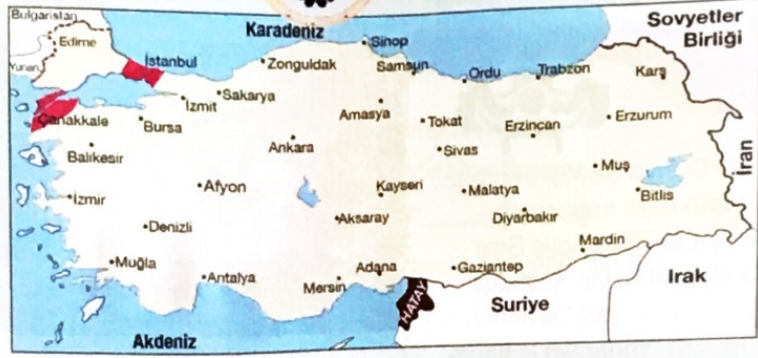 Bulgaristan
Edirne
Yunan.
Karadeniz
Sovyetler
Birliği
Sinop
İstanbul
Zonguldak
Samsun
Ordu
Trabzon
Kars
İzmit
Sakarya
Çanakkale
Bursa
Amasya
Tokat
Erzincan
Erzurum
Balıkesir
Ankara
Sivas
Muş
İran
İzmir
Afyon
Kayseri
Malatya
Bitlis
Aksaray
Diyarbakır
Denizli
Mardin
Muğla
Antalya
Mersin
Adana
Gaziantep
HATAY
Suriye
Irak
Akdeniz